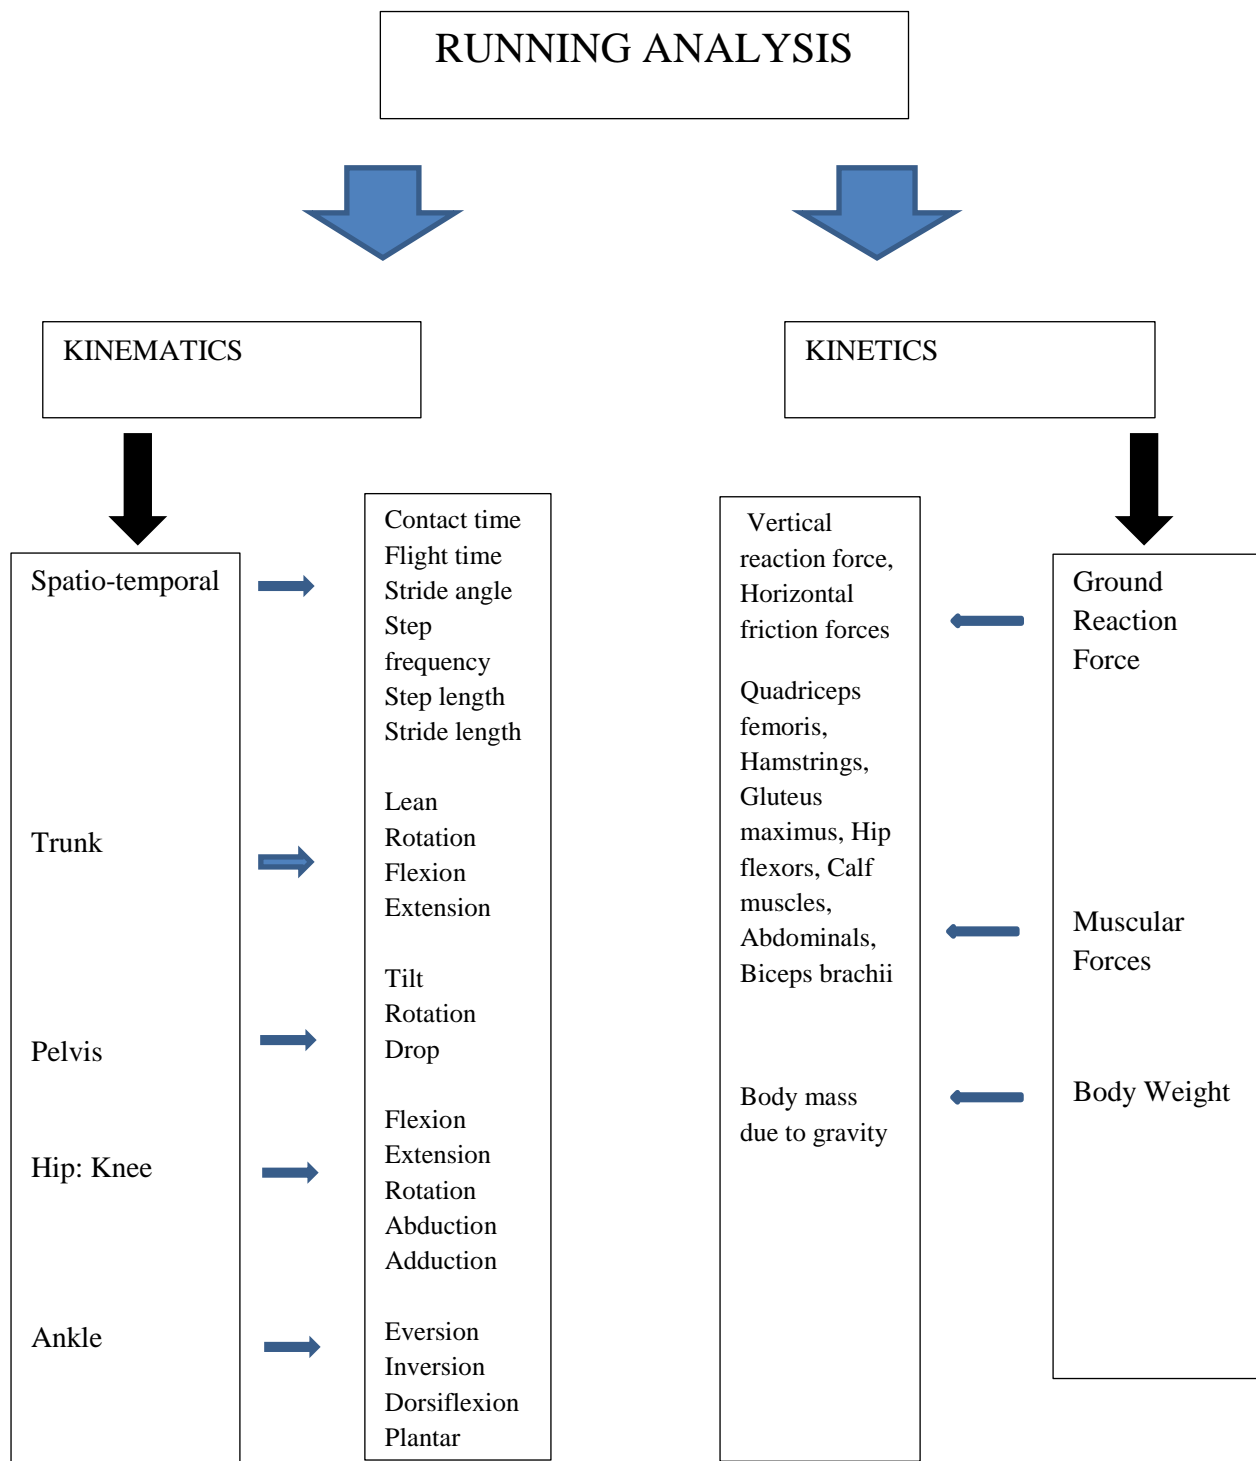 RUNNING ANALYSIS
KINEMATICS
KINETICS
Spatio-temporal
Trunk
Pelvis
Hip: Knee
Ankle
Contact time
Flight time
Stride angle
Step
frequency
Step length
Stride length
Lean
Rotation
Flexion
Extension
Tilt
Rotation
Drop
Flexion
Extension
Rotation
Abduction
Adduction
Eversion
Inversion
Dorsiflexion
Plantar
Vertical
reaction force,
Horizontal
friction forces
Quadriceps
femoris,
Hamstrings,
Gluteus
maximus, Hip
flexors, Calf
muscles,
Abdominals,
Biceps brachii
Body mass
due to gravity
Ground
Reaction
Force
Muscular
Forces
Body Weight